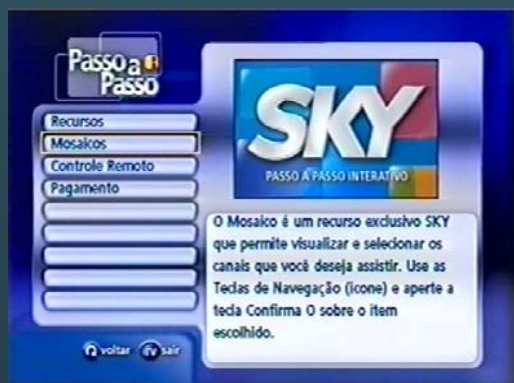 Passo a
Passo
Recursos
Mosaicos
Controle Remoto
Pagamento
SKY
PASSO A PASSO INTERATIVO
O Mosaico é um recurso exclusivo SKY
que permite visualizar e selecionar os
canais que você deseja assistir. Use as
Teclas de Navegação (ícone) e aperte a
tecla Confirma O sobre o item
escolhido.
voltar tv sair